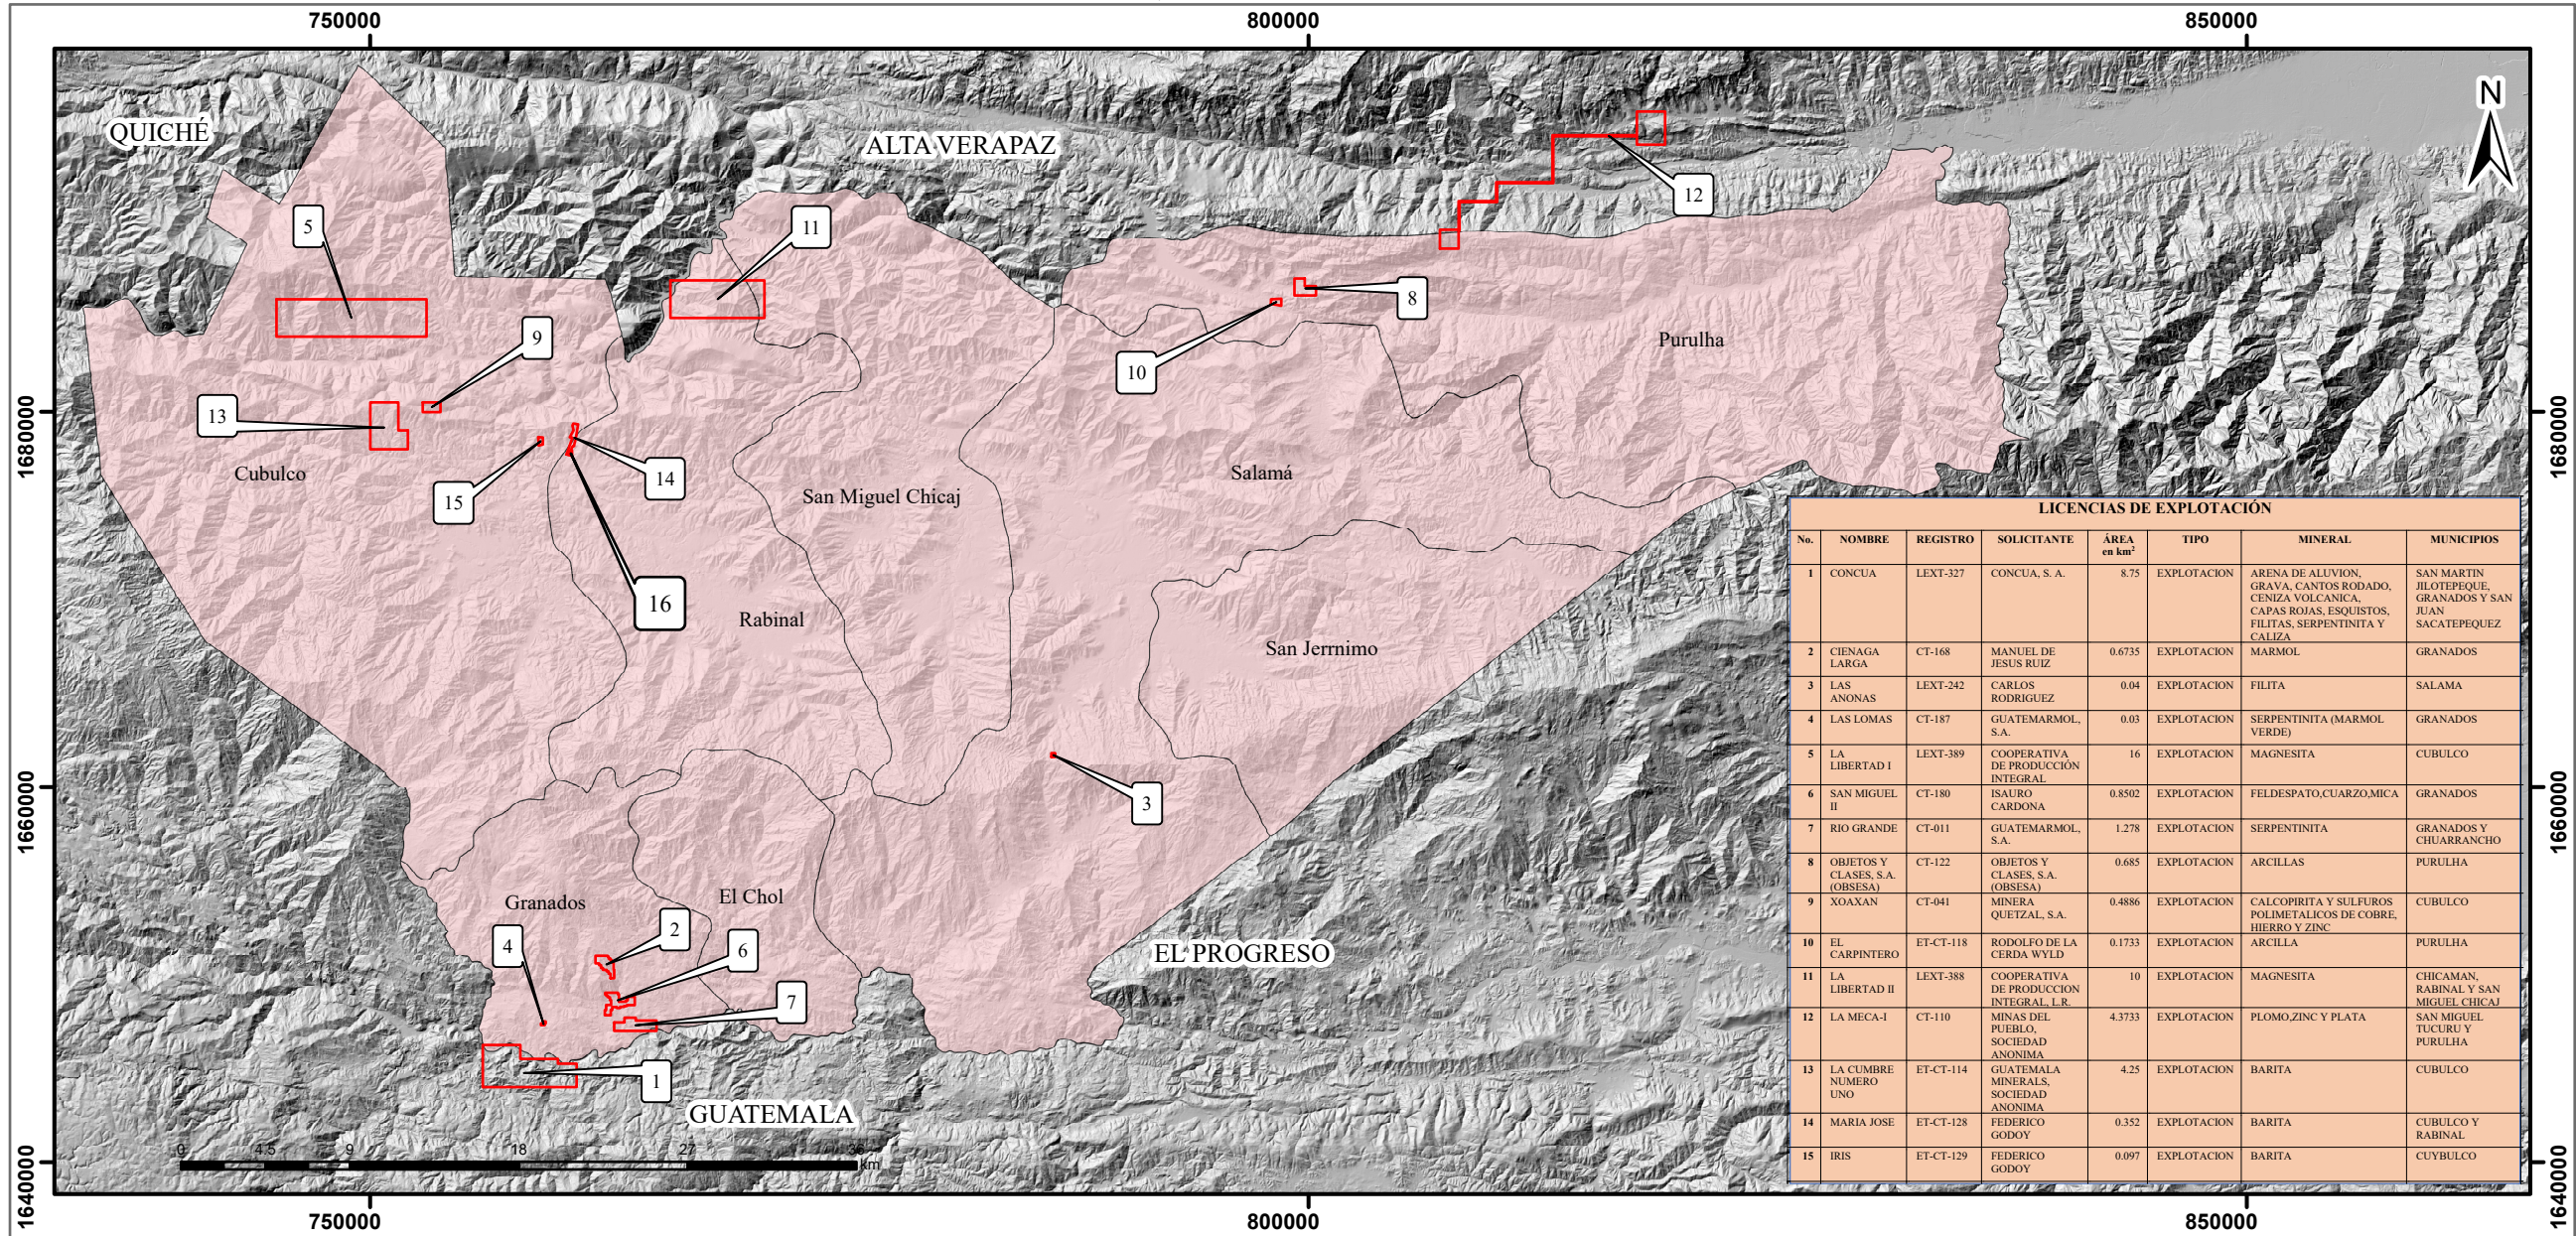 750000 800000 850000
N
QUICHÉ
ALTA VERAPAZ
12
5
11
8
9
Purulha
10
13
1680000 1680000
Cubulco
14
Salamá
15
San Miguel Chicaj
16
Rabinal
San Jerrnimo
1660000 1660000
3
Granados
El Chol
2
4
6
EL PROGRESO
7
1
GUATEMALA
0 4.5 9 18 27 36
km
1640000 1640000
750000 800000 850000
LICENCIAS DE EXPLOTACIÓN
No. NOMBRE REGISTRO SOLICITANTE ÁREA en km² TIPO MINERAL MUNICIPIOS
1 CONCUA LEXT-327 CONCUA, S. A. 8.75 EXPLOTACION ARENA DE ALUVION, GRAVA, CANTOS RODADO, CENIZA VOLCANICA, CAPAS ROJAS, ESQUISTOS, FILITAS, SERPENTINITA Y CALIZA SAN MARTIN JILOTEPEQUE, GRANADOS Y SAN JUAN SACATEPEQUEZ
2 CIENAGA LARGA CT-168 MANUEL DE JESUS RUIZ 0.6735 EXPLOTACION MARMOL GRANADOS
3 LAS ANONAS LEXT-242 CARLOS RODRIGUEZ 0.04 EXPLOTACION FILITA SALAMA
4 LAS LOMAS CT-187 GUATEMARMOL, S.A. 0.03 EXPLOTACION SERPENTINITA (MARMOL VERDE) GRANADOS
5 LA LIBERTAD I LEXT-389 COOPERATIVA DE PRODUCCIÓN INTEGRAL 16 EXPLOTACION MAGNESITA CUBULCO
6 SAN MIGUEL II CT-180 ISAURO CARDONA 0.8502 EXPLOTACION FELDESPATO,CUARZO,MICA GRANADOS
7 RIO GRANDE CT-011 GUATEMARMOL, S.A. 1.278 EXPLOTACION SERPENTINITA GRANADOS Y CHUARRANCHO
8 OBJETOS Y CLASES, S.A. (OBSESA) CT-122 OBJETOS Y CLASES, S.A. (OBSESA) 0.685 EXPLOTACION ARCILLAS PURULHA
9 XOAXAN CT-041 MINERA QUETZAL, S.A. 0.4886 EXPLOTACION CALCOPIRITA Y SULFUROS POLIMETALICOS DE COBRE, HIERRO Y ZINC CUBULCO
10 EL CARPINTERO ET-CT-118 RODOLFO DE LA CERDA WYLD 0.1733 EXPLOTACION ARCILLA PURULHA
11 LA LIBERTAD II LEXT-388 COOPERATIVA DE PRODUCCION INTEGRAL, L.R. 10 EXPLOTACION MAGNESITA CHICAMAN, RABINAL Y SAN MIGUEL CHICAJ
12 LA MECA-I CT-110 MINAS DEL PUEBLO, SOCIEDAD ANONIMA 4.3733 EXPLOTACION PLOMO,ZINC Y PLATA SAN MIGUEL TUCURU Y PURULHA
13 LA CUMBRE NUMERO UNO ET-CT-114 GUATEMALA MINERALS, SOCIEDAD ANONIMA 4.25 EXPLOTACION BARITA CUBULCO
14 MARIA JOSE ET-CT-128 FEDERICO GODOY 0.352 EXPLOTACION BARITA CUBULCO Y RABINAL
15 IRIS ET-CT-129 FEDERICO GODOY 0.097 EXPLOTACION BARITA CUYBULCO